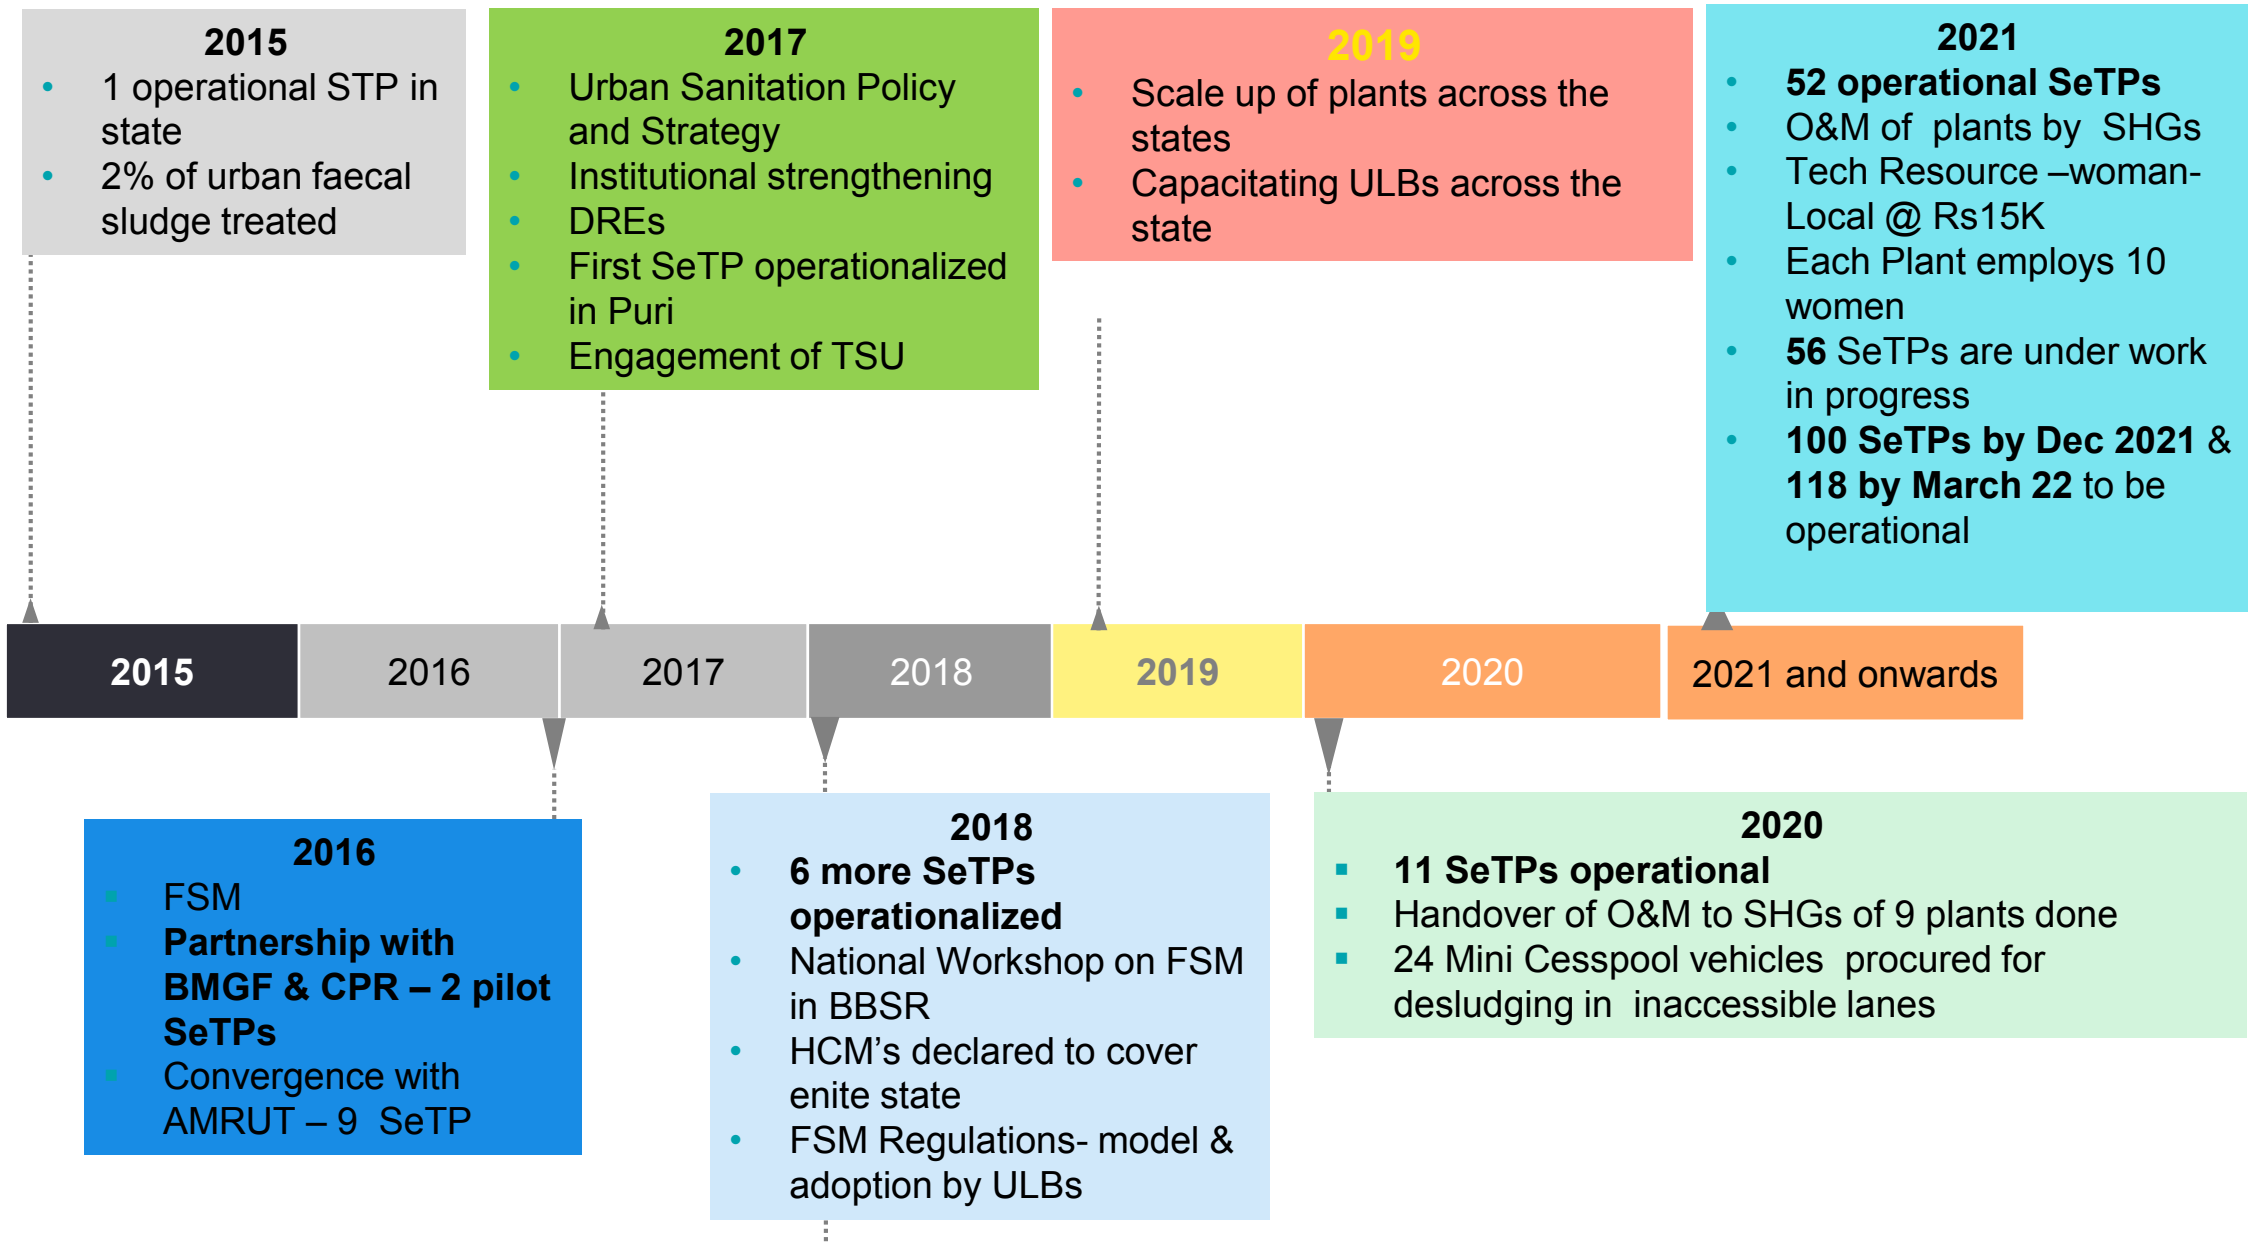 2015
• 1 operational STP in
state
• 2% of urban faecal
sludge treated
2017
• Urban Sanitation Policy
and Strategy
• Institutional strengthening
• DREs
• First SeTP operationalized
in Puri
• Engagement of TSU
2019
• Scale up of plants across the
states
• Capacitating ULBs across the
state
2021
• 52 operational SeTPs
• O&M of plants by SHGs
• Tech Resource –woman-
Local @ Rs15K
• Each Plant employs 10
women
• 56 SeTPs are under work
in progress
• 100 SeTPs by Dec 2021 &
118 by March 22 to be
operational
2015
2016
2017
2018
2019
2020
2021 and onwards
2016
▪ FSM
▪ Partnership with
BMGF & CPR – 2 pilot
SeTPs
▪ Convergence with
AMRUT – 9 SeTP
2018
• 6 more SeTPs
operationalized
• National Workshop on FSM
in BBSR
• HCM’s declared to cover
enite state
• FSM Regulations- model &
adoption by ULBs
2020
▪ 11 SeTPs operational
▪ Handover of O&M to SHGs of 9 plants done
▪ 24 Mini Cesspool vehicles procured for
desludging in inaccessible lanes